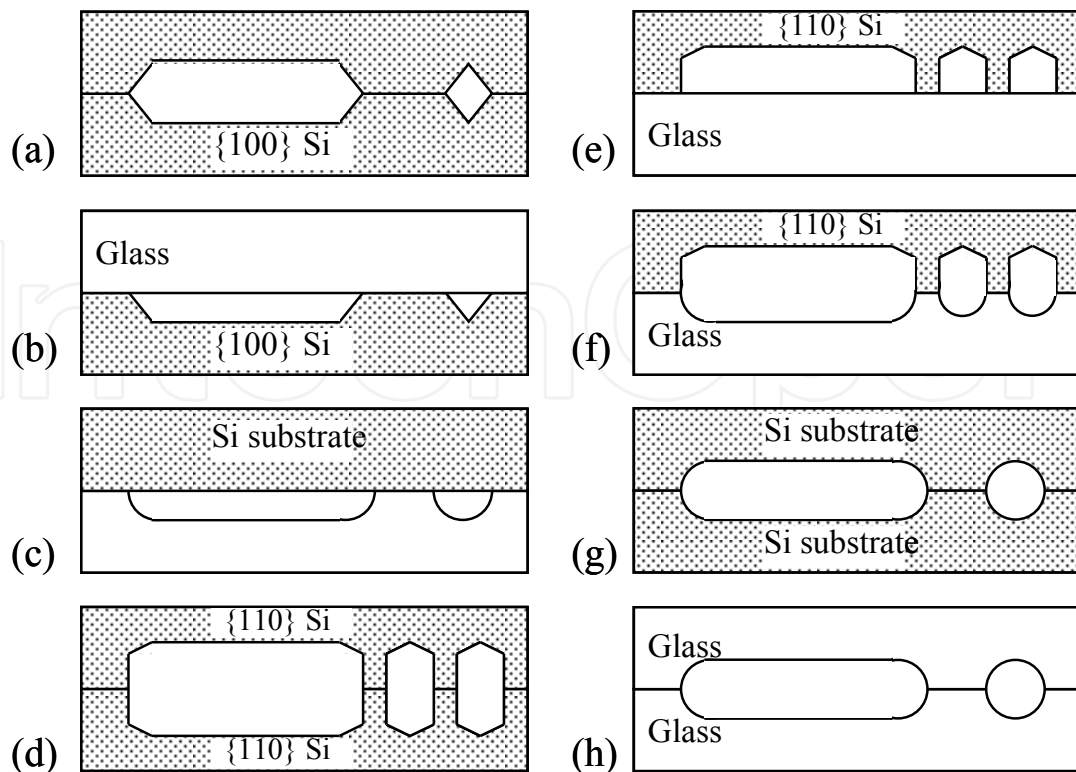 (a)
{100} Si
(b)
Glass
{100} Si
(c)
Si substrate
(d)
{110} Si
{110} Si
(e)
{110} Si
Glass
(f)
{110} Si
Glass
(g)
Si substrate
Si substrate
(h)
Glass
Glass